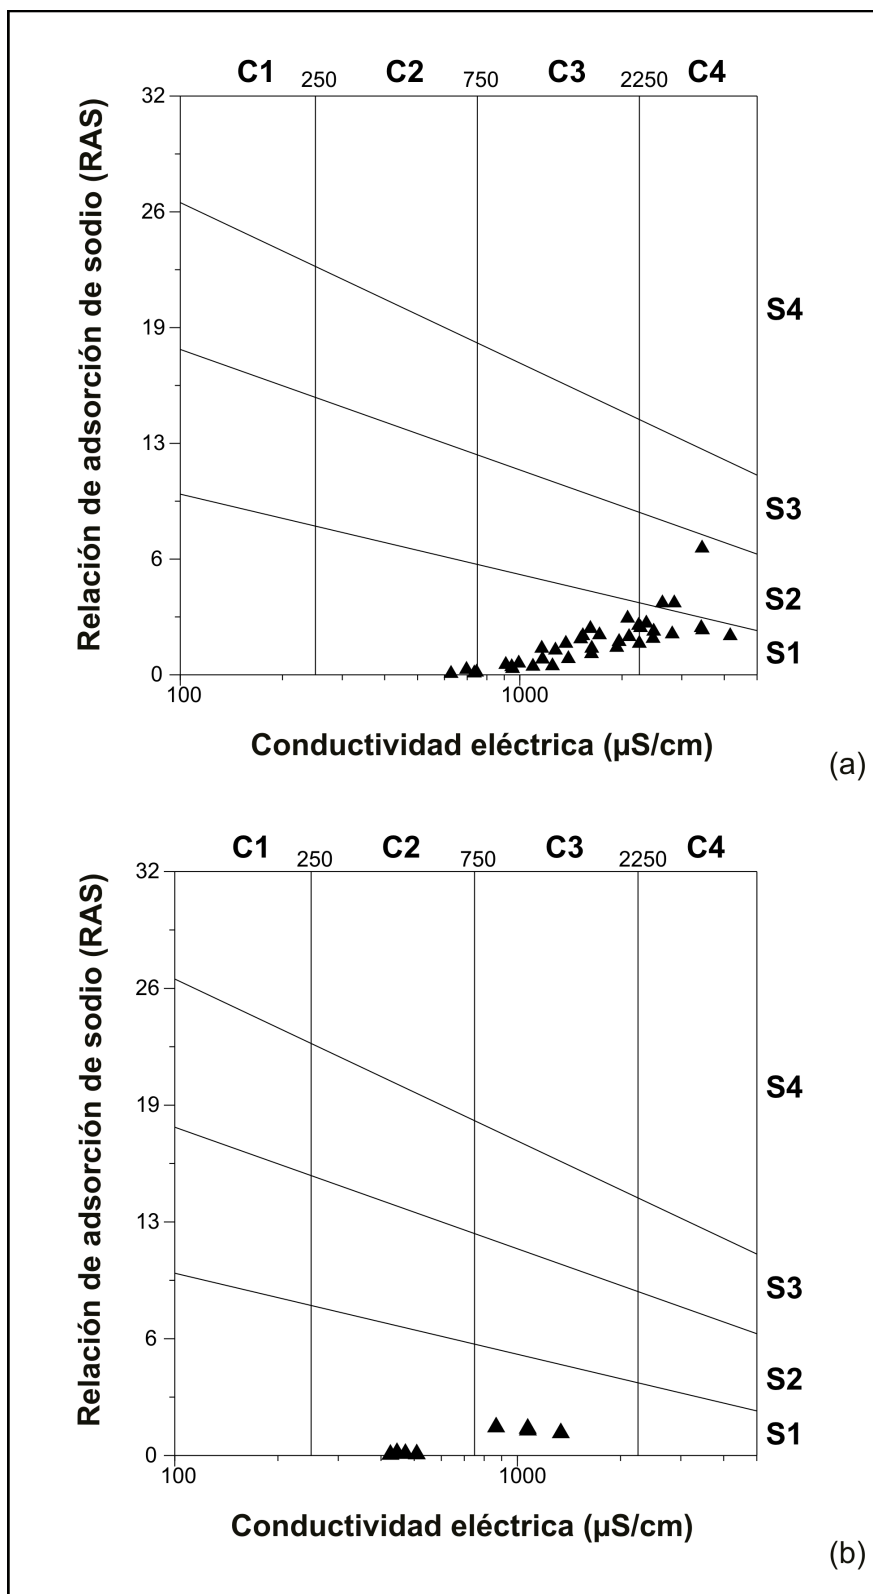 C1 250 C2 750 C3 2250 C4
32
26
19
13
6
0
Relación de adsorción de sodio (RAS)
S4
S3
S2
S1
100 1000
Conductividad eléctrica (µS/cm)
(a)
C1 250 C2 750 C3 2250 C4
32
26
19
13
6
0
Relación de adsorción de sodio (RAS)
S4
S3
S2
S1
100 1000
Conductividad eléctrica (µS/cm)
(b)